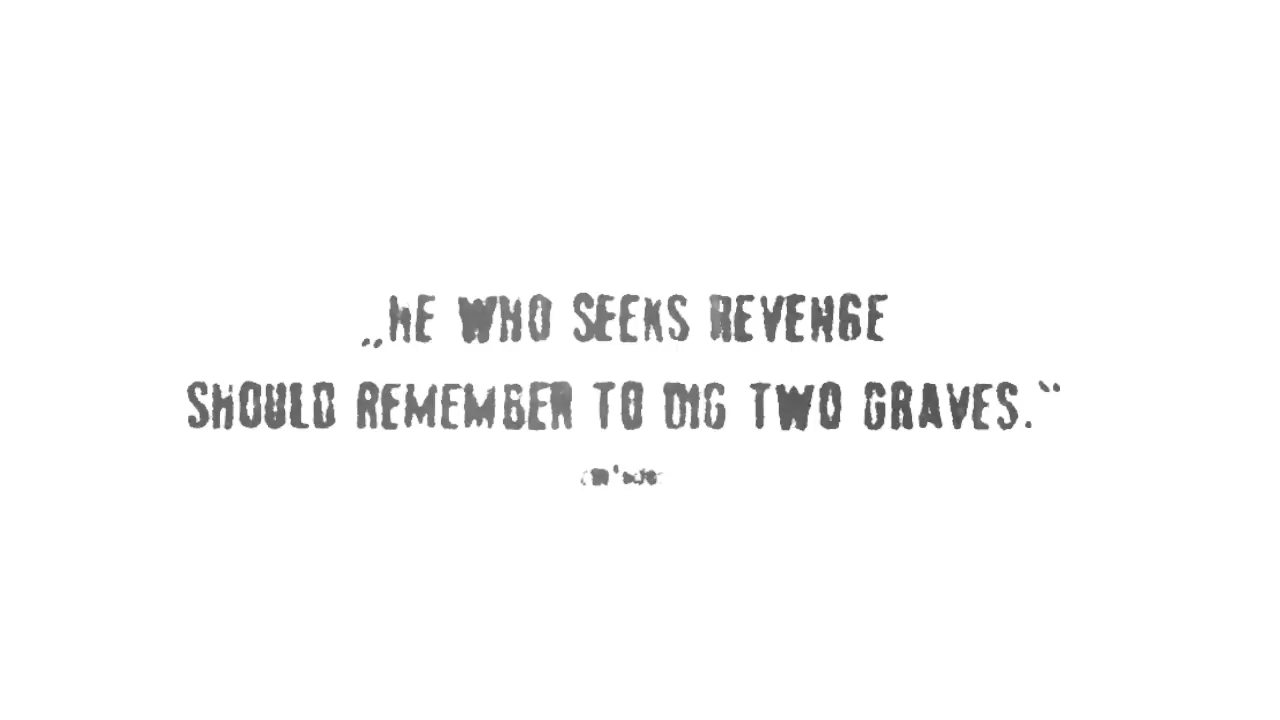 „HE WHO SEEKS REVENGE
SHOULD REMEMBER TO DIG TWO GRAVES.“